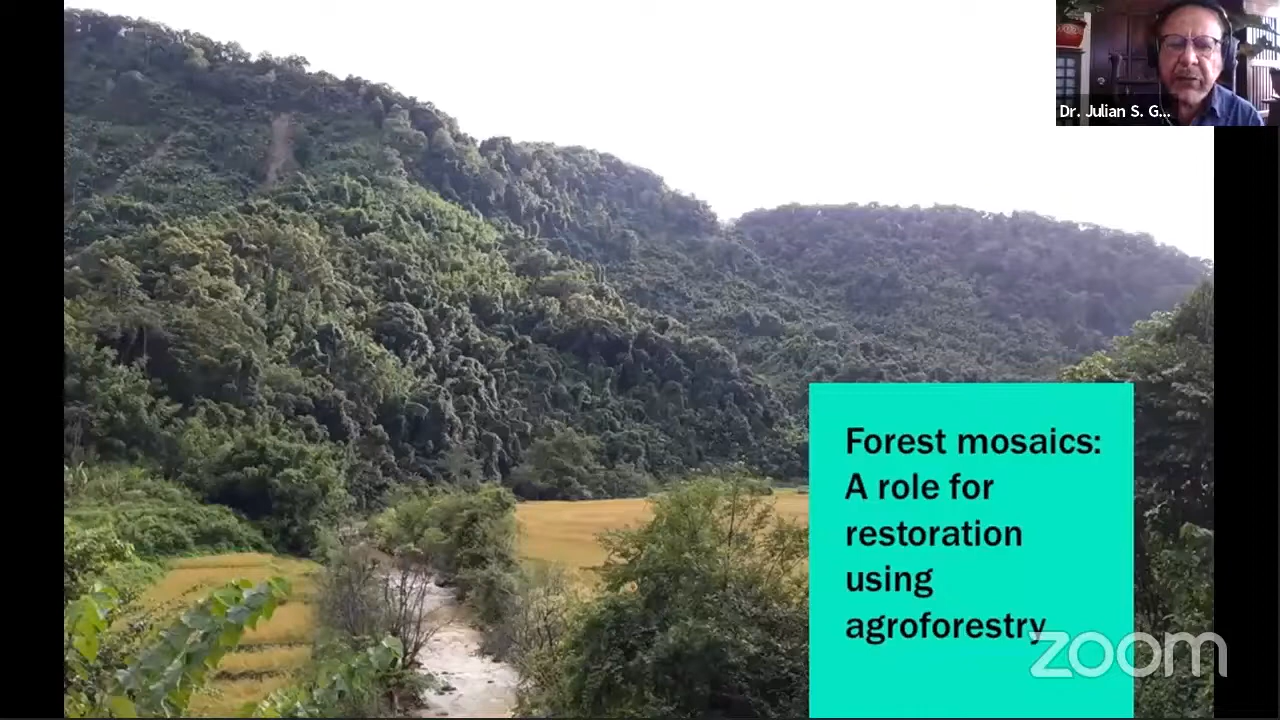 Dr. Julian S. G...
Forest mosaics:
A role for
restoration
using
agroforestry
zoom